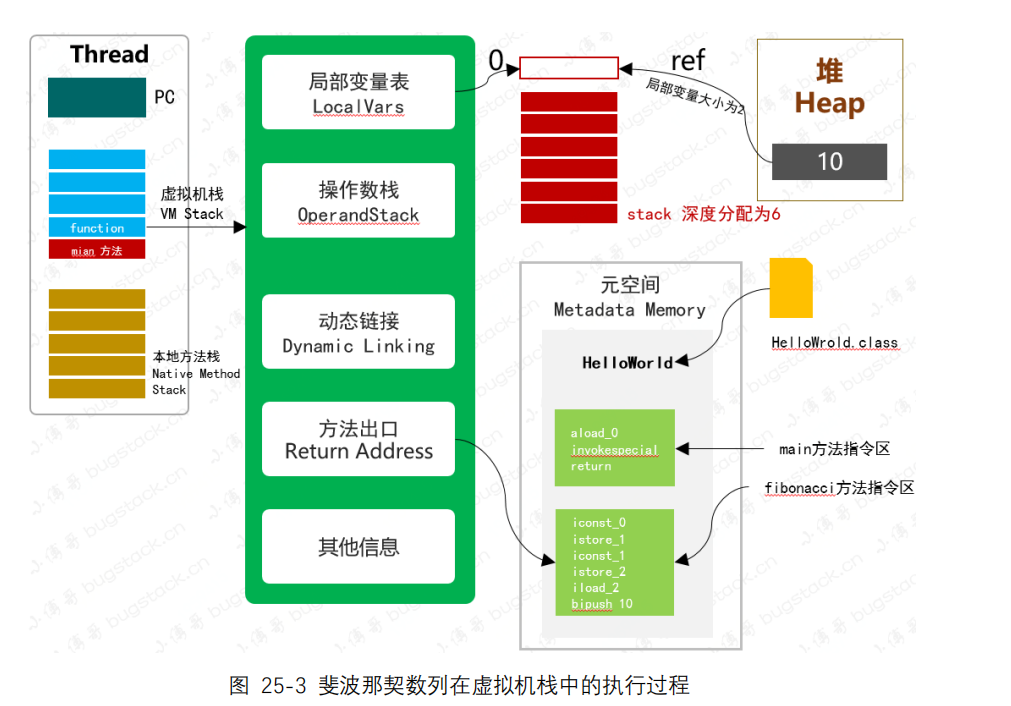 Thread
PC
虚拟机栈
VM Stack
function
mian 方法
本地方法栈
Native Method
Stack
局部变量表
LocalVars
操作数栈
OperandStack
动态链接
Dynamic Linking
方法出口
Return Address
其他信息
0
ref
局部变量大小为2
stack 深度分配为6
堆
Heap
10
元空间
Metadata Memory
HelloWorld
HelloWrold.class
aload_0
invokespecial
return
main方法指令区
fibonacci方法指令区
iconst_0
istore_1
iconst_1
istore_2
iload_2
bipush 10
小傅哥 bugstack.cn
图 25-3 斐波那契数列在虚拟机栈中的执行过程